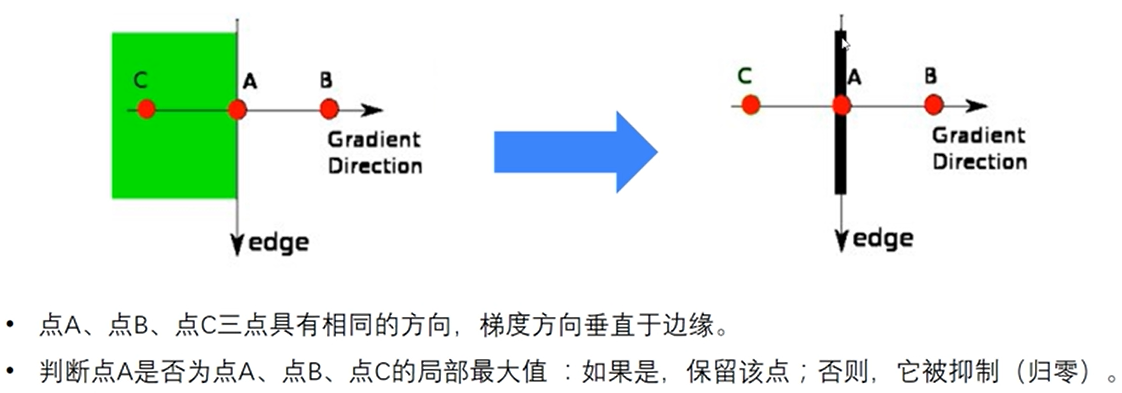 C A B
Gradient
Direction
edge
C A B
Gradient
Direction
edge
• 点A、点B、点C三点具有相同的方向，梯度方向垂直于边缘。
• 判断点A是否为点A、点B、点C的局部最大值 ：如果是，保留该点；否则，它被抑制（归零）。